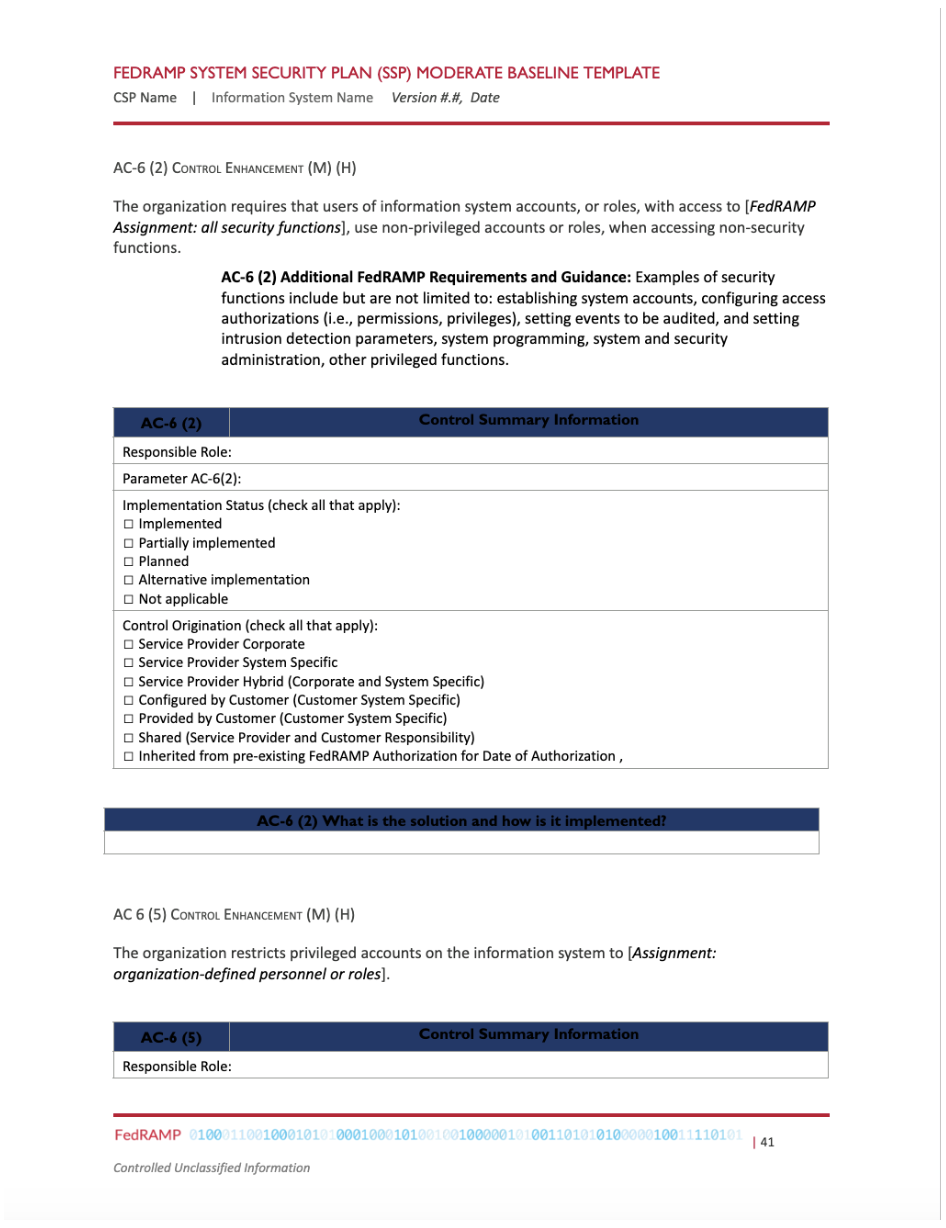 FEDRAMP SYSTEM SECURITY PLAN (SSP) MODERATE BASELINE TEMPLATE
CSP Name | Information System Name Version #.#, Date
AC-6 (2) CONTROL ENHANCEMENT (M) (H)
The organization requires that users of information system accounts, or roles, with access to [FedRAMP
Assignment: all security functions], use non-privileged accounts or roles, when accessing non-security
functions.
AC-6 (2) Additional FedRAMP Requirements and Guidance: Examples of security
functions include but are not limited to: establishing system accounts, configuring access
authorizations (i.e., permissions, privileges), setting events to be audited, and setting
intrusion detection parameters, system programming, system and security
administration, other privileged functions.
AC-6 (2) Control Summary Information
Responsible Role:
Parameter AC-6(2):
Implementation Status (check all that apply):
☐ Implemented
☐ Partially implemented
☐ Planned
☐ Alternative implementation
☐ Not applicable
Control Origination (check all that apply):
☐ Service Provider Corporate
☐ Service Provider System Specific
☐ Service Provider Hybrid (Corporate and System Specific)
☐ Configured by Customer (Customer System Specific)
☐ Provided by Customer (Customer System Specific)
☐ Shared (Service Provider and Customer Responsibility)
☐ Inherited from pre-existing FedRAMP Authorization for Date of Authorization ,
AC-6 (2) What is the solution and how is it implemented?
AC 6 (5) CONTROL ENHANCEMENT (M) (H)
The organization restricts privileged accounts on the information system to [Assignment:
organization-defined personnel or roles].
AC-6 (5) Control Summary Information
Responsible Role:
FedRAMP | 41
Controlled Unclassified Information